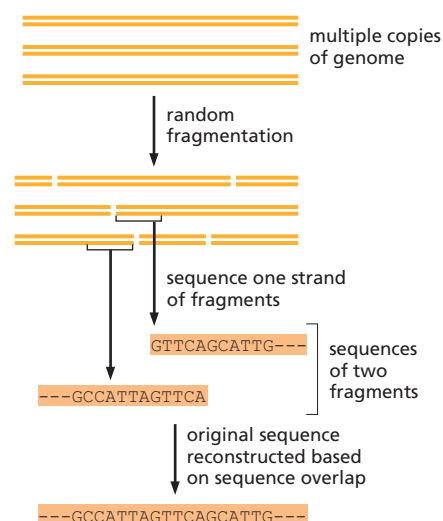 multiple copies
of genome
random
fragmentation
sequence one strand
of fragments
GTTCAGCATTG---
sequences
of two
fragments
---GCCATTAGTTCA
original sequence
reconstructed based
on sequence overlap
---GCCATTAGTTCAGCATTG---